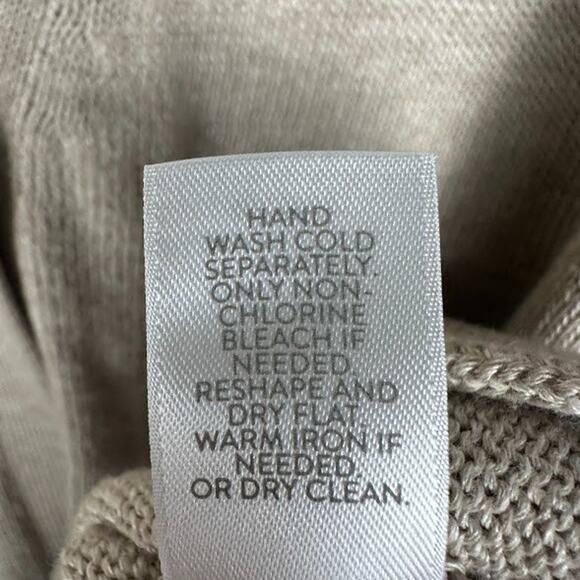 HAND
WASH COLD
SEPARATELY.
ONLY NON-
CHLORINE
BLEACH IF
NEEDED.
RESHAPE AND
DRY FLAT.
WARM IRON IF
NEEDED.
OR DRY CLEAN.